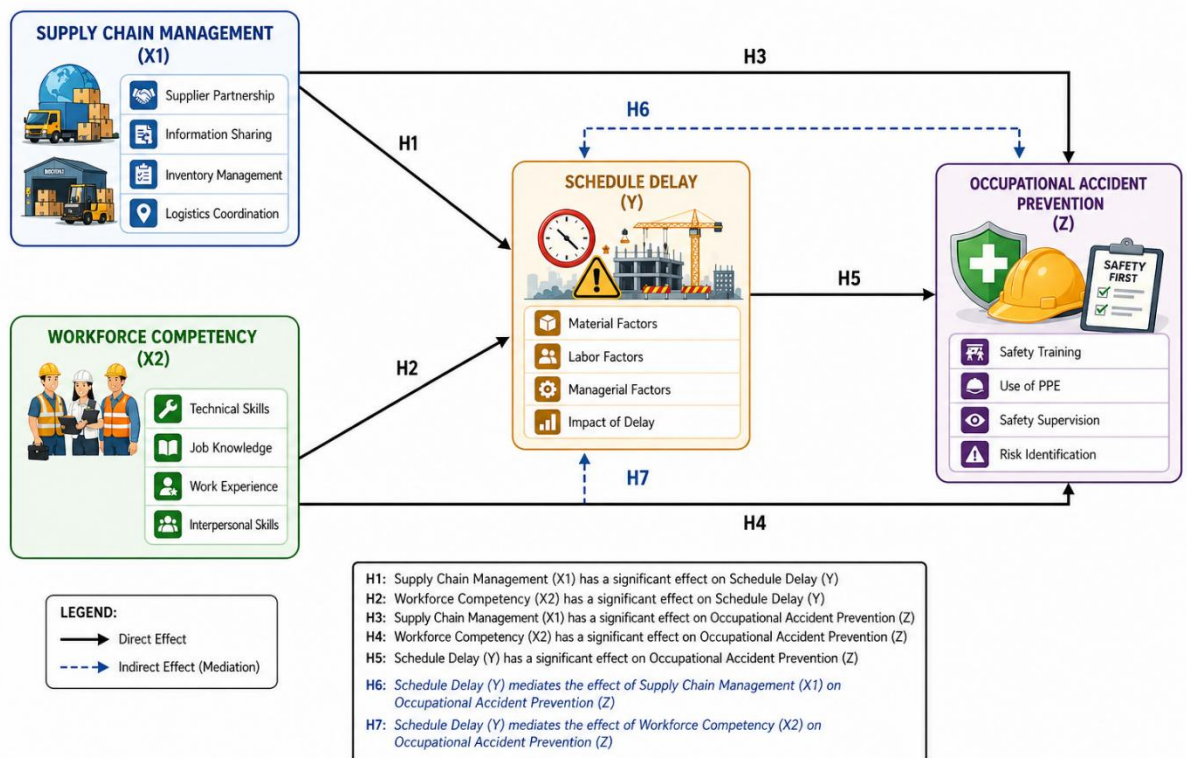 SUPPLY CHAIN MANAGEMENT
(X1)
Supplier Partnership
Information Sharing
Inventory Management
Logistics Coordination
H3
H6
H1
SCHEDULE DELAY
(Y)
Material Factors
Labor Factors
Managerial Factors
Impact of Delay
OCCUPATIONAL ACCIDENT
PREVENTION
(Z)
SAFETY
FIRST
Safety Training
Use of PPE
Safety Supervision
Risk Identification
H5
WORKFORCE COMPETENCY
(X2)
Technical Skills
Job Knowledge
Work Experience
Interpersonal Skills
H2
H7
H4
LEGEND:
Direct Effect
Indirect Effect (Mediation)
H1: Supply Chain Management (X1) has a significant effect on Schedule Delay (Y)
H2: Workforce Competency (X2) has a significant effect on Schedule Delay (Y)
H3: Supply Chain Management (X1) has a significant effect on Occupational Accident Prevention (Z)
H4: Workforce Competency (X2) has a significant effect on Occupational Accident Prevention (Z)
H5: Schedule Delay (Y) has a significant effect on Occupational Accident Prevention (Z)
H6: Schedule Delay (Y) mediates the effect of Supply Chain Management (X1) on
Occupational Accident Prevention (Z)
H7: Schedule Delay (Y) mediates the effect of Workforce Competency (X2) on
Occupational Accident Prevention (Z)